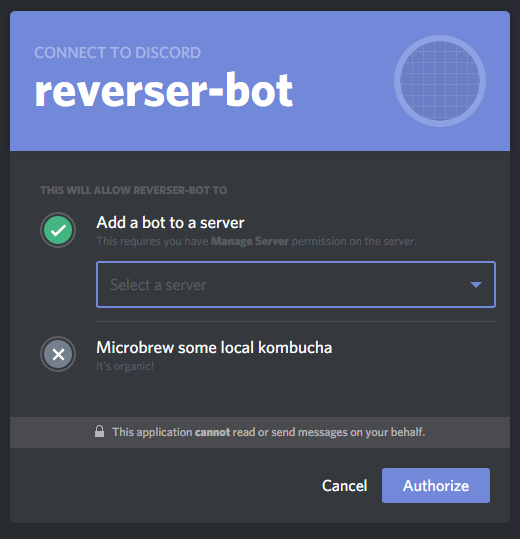 CONNECT TO DISCORD
reverser-bot
THIS WILL ALLOW REVERSER-BOT TO
Add a bot to a server
This requires you have Manage Server permission on the server.
Select a server
Microbrew some local kombucha
It's organic!
This application cannot read or send messages on your behalf.
Cancel Authorize